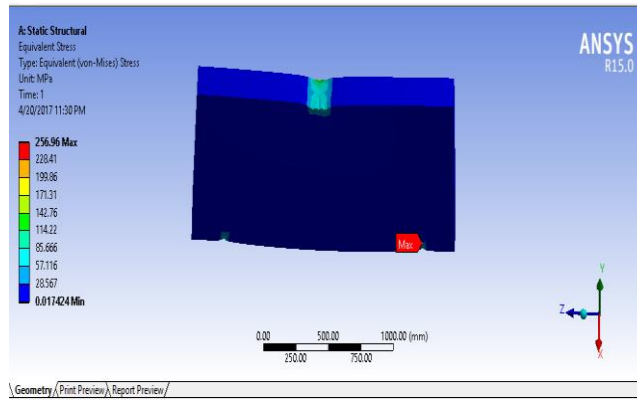 A: Static Structural
Equivalent Stress
Type: Equivalent (von-Mises) Stress
Unit: MPa
Time: 1
4/20/2017 11:30 PM
ANSYS
R15.0
256.96 Max
228.41
199.86
171.31
142.76
114.22
85.666
57.116
28.567
0.017424 Min
Max
0.00 500.00 1000.00 (mm)
250.00 750.00
Y
Z
X
Geometry Print Preview Report Preview